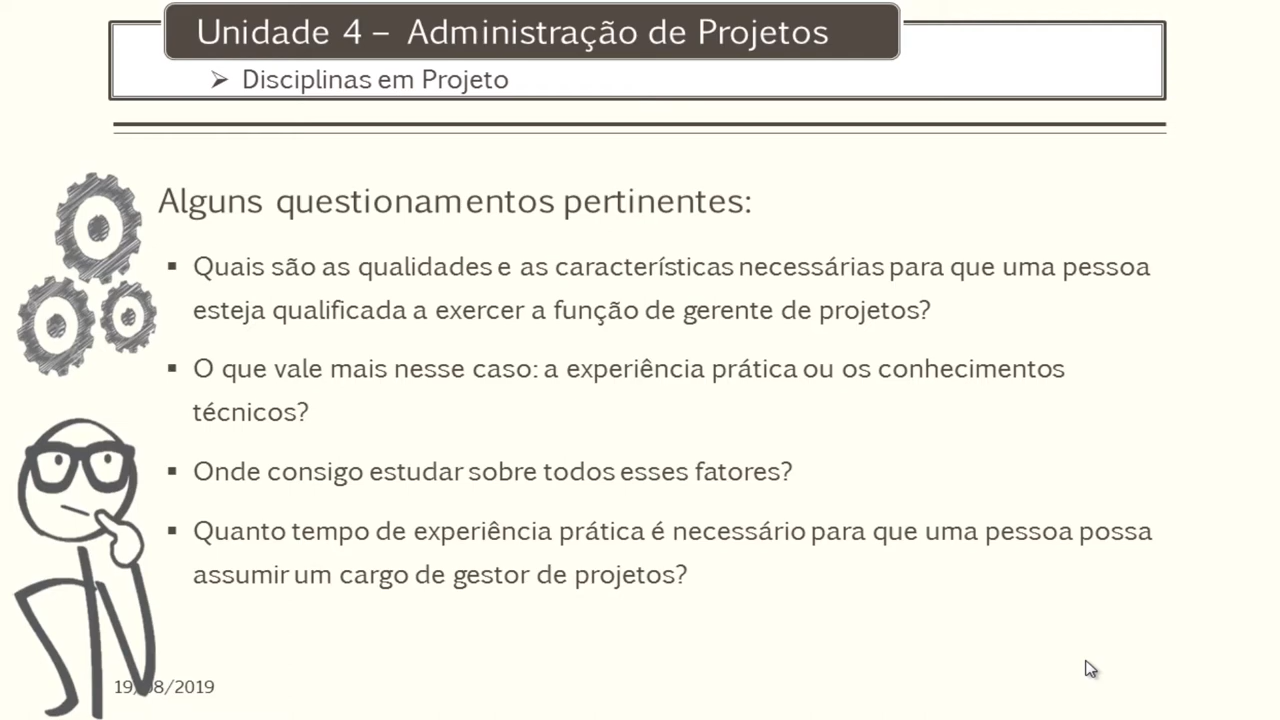 Unidade 4 – Administração de Projetos
➢ Disciplinas em Projeto
Alguns questionamentos pertinentes:
▪ Quais são as qualidades e as características necessárias para que uma pessoa
esteja qualificada a exercer a função de gerente de projetos?
▪ O que vale mais nesse caso: a experiência prática ou os conhecimentos
técnicos?
▪ Onde consigo estudar sobre todos esses fatores?
▪ Quanto tempo de experiência prática é necessário para que uma pessoa possa
assumir um cargo de gestor de projetos?
19/08/2019